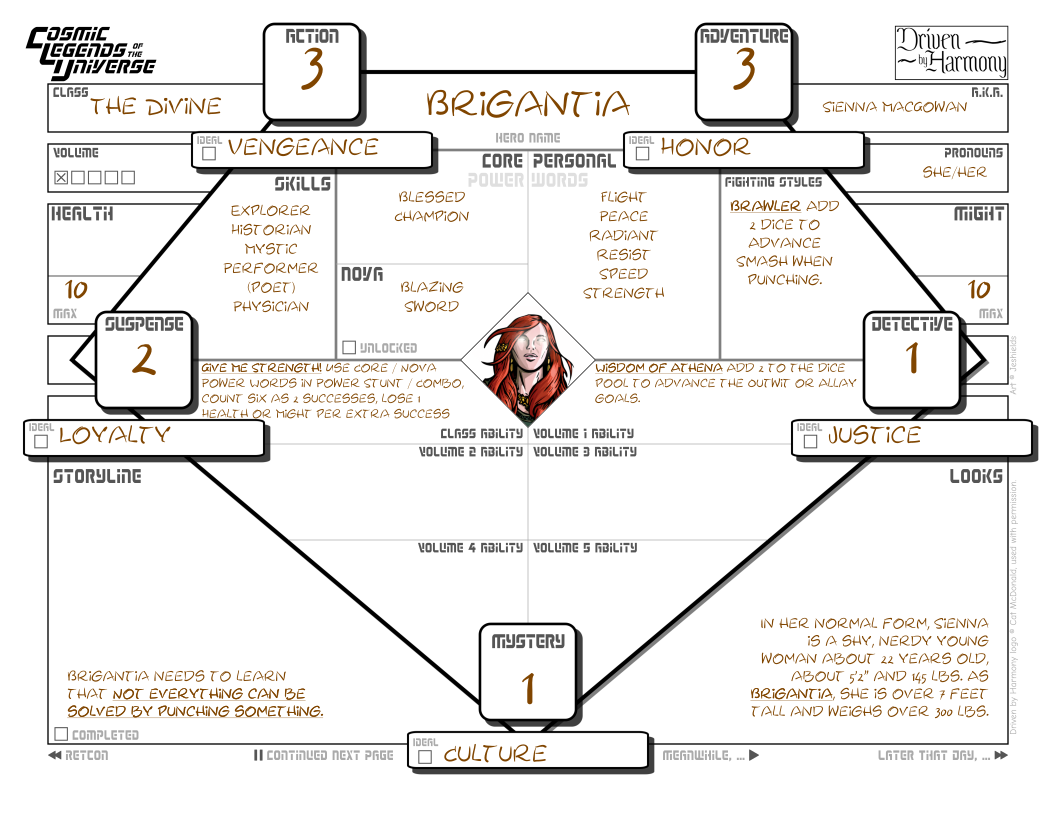 COSMIC LEGENDS OF THE UNIVERSE
ACTION
3
ADVENTURE
3
Driven by Harmony
CLASS
THE DIVINE
BRIGANTIA
HERO NAME
A.K.A.
SIENNA MACGOWAN
IDEAL
VENGEANCE
IDEAL
HONOR
VOLUME
PRONOUNS
SHE/HER
SKILLS
EXPLORER
HISTORIAN
MYSTIC
PERFORMER
(POET)
PHYSICIAN
CORE PERSONAL
POWER WORDS
BLESSED
CHAMPION
NOVA
BLAZING
SWORD
UNLOCKED
FLIGHT
PEACE
RADIANT
RESIST
SPEED
STRENGTH
FIGHTING STYLES
BRAWLER ADD
2 DICE TO
ADVANCE
SMASH WHEN
PUNCHING.
HEALTH
10
MAX
MIGHT
10
MAX
SUSPENSE
2
DETECTIVE
1
GIVE ME STRENGTH! USE CORE / NOVA
POWER WORDS IN POWER STUNT / COMBO,
COUNT SIX AS 2 SUCCESSES, LOSE 1
HEALTH OR MIGHT PER EXTRA SUCCESS
WISDOM OF ATHENA ADD 2 TO THE DICE
POOL TO ADVANCE THE OUTWIT OR ALLAY
GOALS.
Art © Jeshields
IDEAL
LOYALTY
IDEAL
JUSTICE
CLASS ABILITY
VOLUME 1 ABILITY
VOLUME 2 ABILITY
VOLUME 3 ABILITY
VOLUME 4 ABILITY
VOLUME 5 ABILITY
STORYLINE
BRIGANTIA NEEDS TO LEARN
THAT NOT EVERYTHING CAN BE
SOLVED BY PUNCHING SOMETHING.
COMPLETED
LOOKS
IN HER NORMAL FORM, SIENNA
IS A SHY, NERDY YOUNG
WOMAN ABOUT 22 YEARS OLD,
ABOUT 5'2" AND 145 LBS. AS
BRIGANTIA, SHE IS OVER 7 FEET
TALL AND WEIGHS OVER 300 LBS.
Driven by Harmony logo © Cat McDonald, used with permission
MYSTERY
1
IDEAL
CULTURE
RETCON
CONTINUED NEXT PAGE
MEANWHILE, ...
LATER THAT DAY, ...